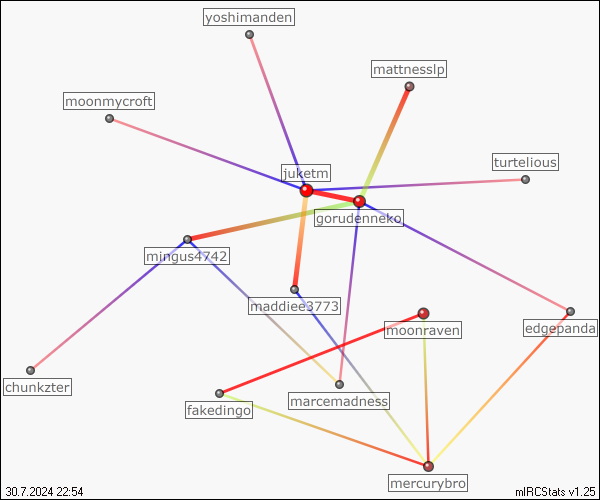 yoshimanden
mattnesslp
moonmycroft
turtelious
juketm
gorudenneko
mingus4742
maddiee3773
moonraven
edgepanda
chunkzter
marcemadness
fakedingo
mercurybro
30.7.2024 22:54
mIRCStats v1.25